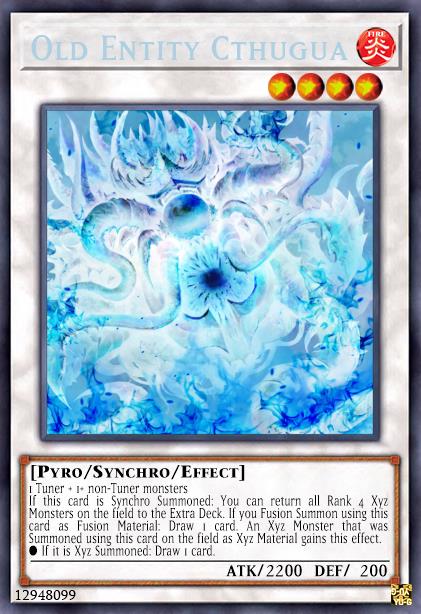 OLD ENTITY CTHUGUA
FIRE
炎
[PYRO/SYNCHRO/EFFECT]
1 Tuner + 1+ non-Tuner monsters
If this card is Synchro Summoned: You can return all Rank 4 Xyz
Monsters on the field to the Extra Deck. If you Fusion Summon using this
card as Fusion Material: Draw 1 card. An Xyz Monster that was
Summoned using this card on the field as Xyz Material gains this effect.
● If it is Xyz Summoned: Draw 1 card.
ATK/2200 DEF/ 200
12948099